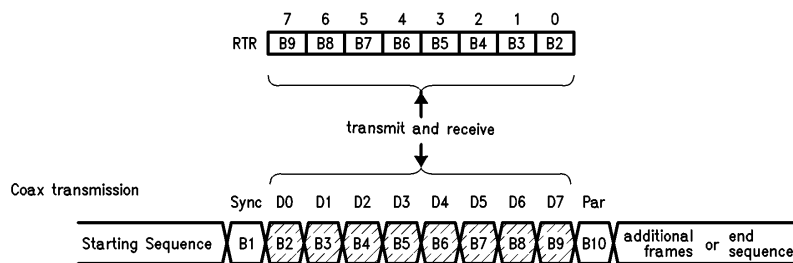 7 6 5 4 3 2 1 0
RTR B9 B8 B7 B6 B5 B4 B3 B2
transmit and receive
Coax transmission
Sync D0 D1 D2 D3 D4 D5 D6 D7 Par
Starting Sequence B1 B2 B3 B4 B5 B6 B7 B8 B9 B10 additional frames or end sequence